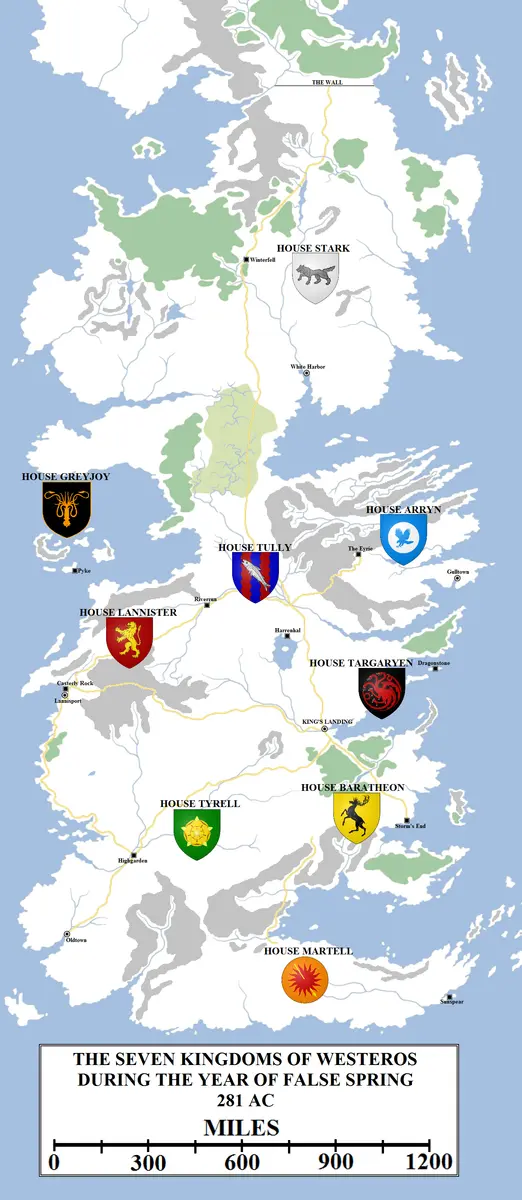 THE WALL
HOUSE STARK
Winterfell
White Harbor
HOUSE GREYJOY
HOUSE ARRYN
HOUSE TULLY
The Eyrie
Pyke
Gulltown
Riverrun
HOUSE LANNISTER
Harrenhal
HOUSE TARGARYEN
Dragonstone
Casterly Rock
Lannisport
KING'S LANDING
HOUSE BARATHEON
HOUSE TYRELL
Storm's End
Highgarden
Oldtown
HOUSE MARTELL
Sunspear
THE SEVEN KINGDOMS OF WESTEROS
DURING THE YEAR OF FALSE SPRING
281 AC
MILES
0 300 600 900 1200